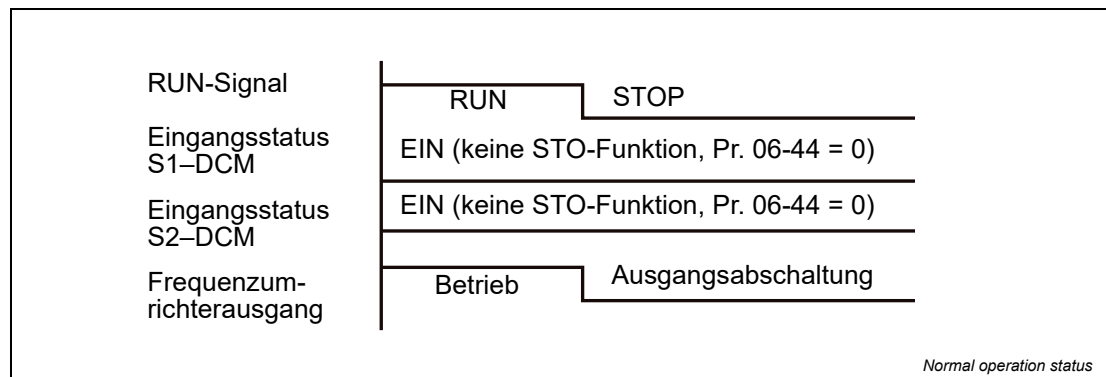 RUN-Signal
RUN
STOP
Eingangsstatus
S1–DCM
EIN (keine STO-Funktion, Pr. 06-44 = 0)
Eingangsstatus
S2–DCM
EIN (keine STO-Funktion, Pr. 06-44 = 0)
Frequenzum-
richterausgang
Betrieb
Ausgangsabschaltung
Normal operation status